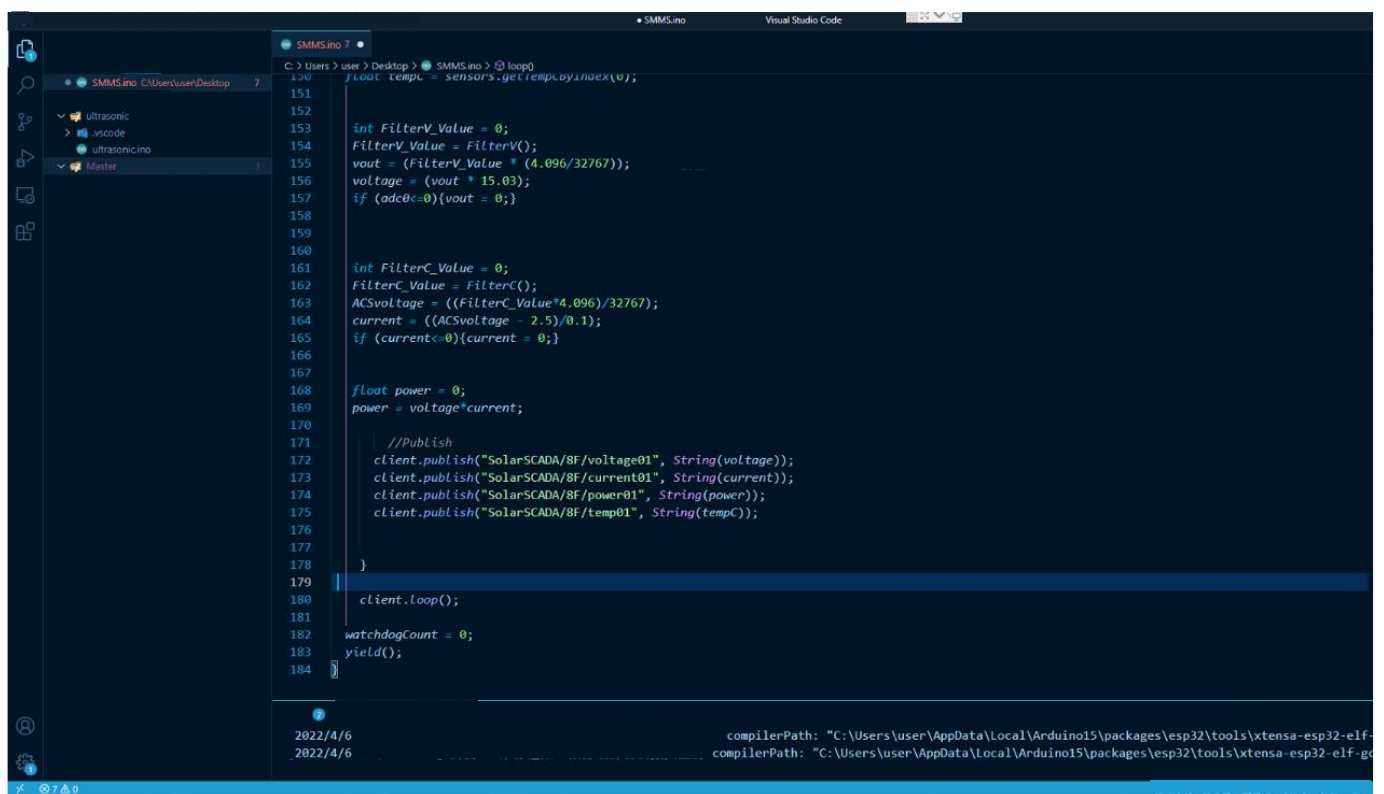 ● SMMS.ino Visual Studio Code
SMMS.ino 7 ●
C: > Users > user > Desktop > SMMS.ino > loop()
● SMMS.ino C:\Users\user\Desktop 7
ultrasonic
.vscode
ultrasonic.ino
Master
150 float tempC = sensors.getTempCByIndex(0);
151
152
153 int FilterV_Value = 0;
154 FilterV_Value = FilterV();
155 vout = (FilterV_Value * (4.096/32767));
156 voltage = (vout * 15.03);
157 if (adc0<=0){vout = 0;}
158
159
160
161 int FilterC_Value = 0;
162 FilterC_Value = FilterC();
163 ACSvoltage = ((FilterC_Value*4.096)/32767);
164 current = ((ACSvoltage - 2.5)/0.1);
165 if (current<=0){current = 0;}
166
167
168 float power = 0;
169 power = voltage*current;
170
171 //Publish
172 client.publish("SolarSCADA/8F/voltage01", String(voltage));
173 client.publish("SolarSCADA/8F/current01", String(current));
174 client.publish("SolarSCADA/8F/power01", String(power));
175 client.publish("SolarSCADA/8F/temp01", String(tempC));
176
177
178 }
179
180 client.loop();
181
182 watchdogCount = 0;
183 yield();
184 }
7
2022/4/6 compilerPath: "C:\Users\user\AppData\Local\Arduino15\packages\esp32\tools\xtensa-esp32-elf-
2022/4/6 compilerPath: "C:\Users\user\AppData\Local\Arduino15\packages\esp32\tools\xtensa-esp32-elf-gc
1
1
7 0